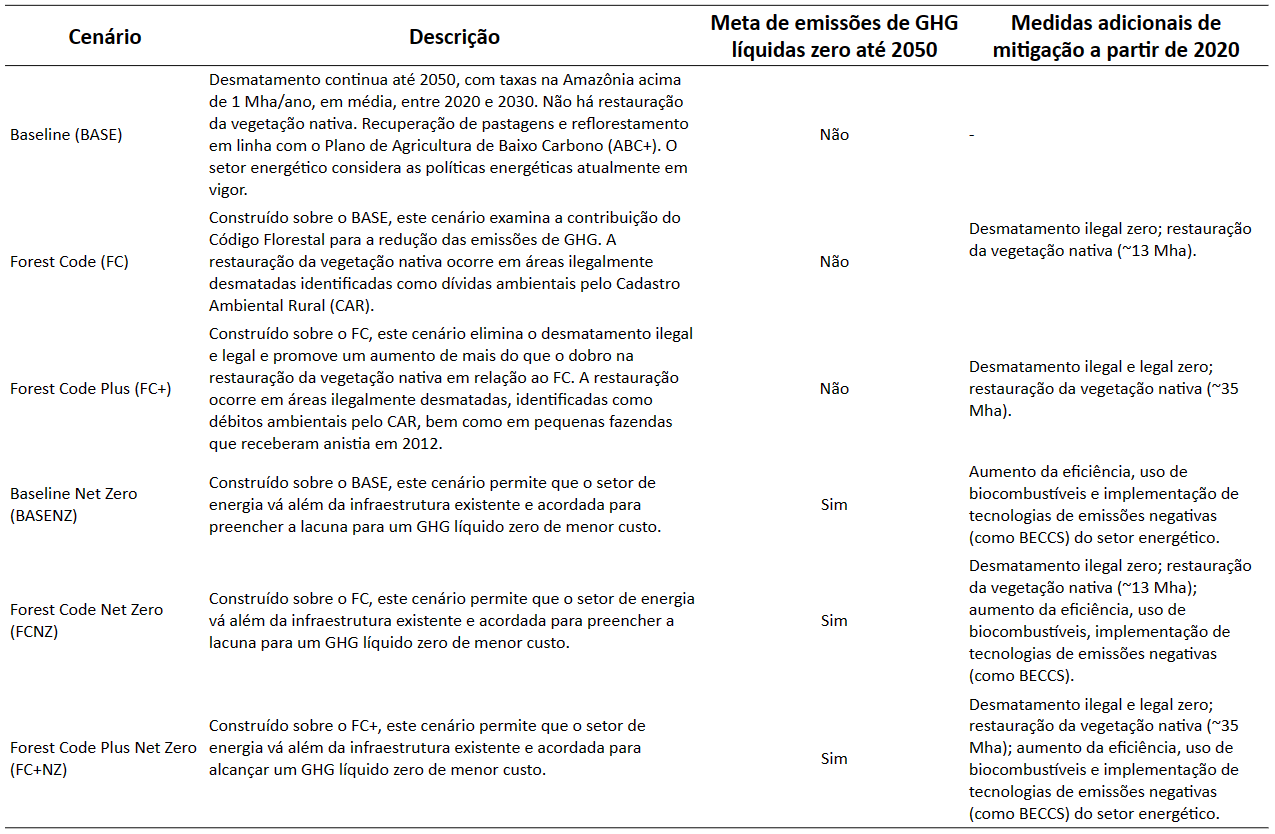 Cenário
Descrição
Meta de emissões de GHG
líquidas zero até 2050
Medidas adicionais de
mitigação a partir de 2020
Baseline (BASE)
Desmatamento continua até 2050, com taxas na Amazônia acima
de 1 Mha/ano, em média, entre 2020 e 2030. Não há restauração
da vegetação nativa. Recuperação de pastagens e reflorestamento
em linha com o Plano de Agricultura de Baixo Carbono (ABC+). O
setor energético considera as políticas energéticas atualmente em
vigor.
Não
-
Forest Code (FC)
Construído sobre o BASE, este cenário examina a contribuição do
Código Florestal para a redução das emissões de GHG. A
restauração da vegetação nativa ocorre em áreas ilegalmente
desmatadas identificadas como dívidas ambientais pelo Cadastro
Ambiental Rural (CAR).
Não
Desmatamento ilegal zero; restauração
da vegetação nativa (~13 Mha).
Forest Code Plus (FC+)
Construído sobre o FC, este cenário elimina o desmatamento ilegal
e legal e promove um aumento de mais do que o dobro na
restauração da vegetação nativa em relação ao FC. A restauração
ocorre em áreas ilegalmente desmatadas, identificadas como
débitos ambientais pelo CAR, bem como em pequenas fazendas
que receberam anistia em 2012.
Não
Desmatamento ilegal e legal zero;
restauração da vegetação nativa (~35
Mha).
Baseline Net Zero
(BASENZ)
Construído sobre o BASE, este cenário permite que o setor de
energia vá além da infraestrutura existente e acordada para
preencher a lacuna para um GHG líquido zero de menor custo.
Sim
Aumento da eficiência, uso de
biocombustíveis e implementação de
tecnologias de emissões negativas
(como BECCS) do setor energético.
Forest Code Net Zero
(FCNZ)
Construído sobre o FC, este cenário permite que o setor de energia
vá além da infraestrutura existente e acordada para preencher a
lacuna para um GHG líquido zero de menor custo.
Sim
Desmatamento ilegal zero; restauração
da vegetação nativa (~13 Mha);
aumento da eficiência, uso de
biocombustíveis, implementação de
tecnologias de emissões negativas
(como BECCS).
Forest Code Plus Net Zero
(FC+NZ)
Construído sobre o FC+, este cenário permite que o setor de
energia vá além da infraestrutura existente e acordada para
alcançar um GHG líquido zero de menor custo.
Sim
Desmatamento ilegal e legal zero;
restauração da vegetação nativa (~35
Mha); aumento da eficiência, uso de
biocombustíveis e implementação de
tecnologias de emissões negativas
(como BECCS) do setor energético.